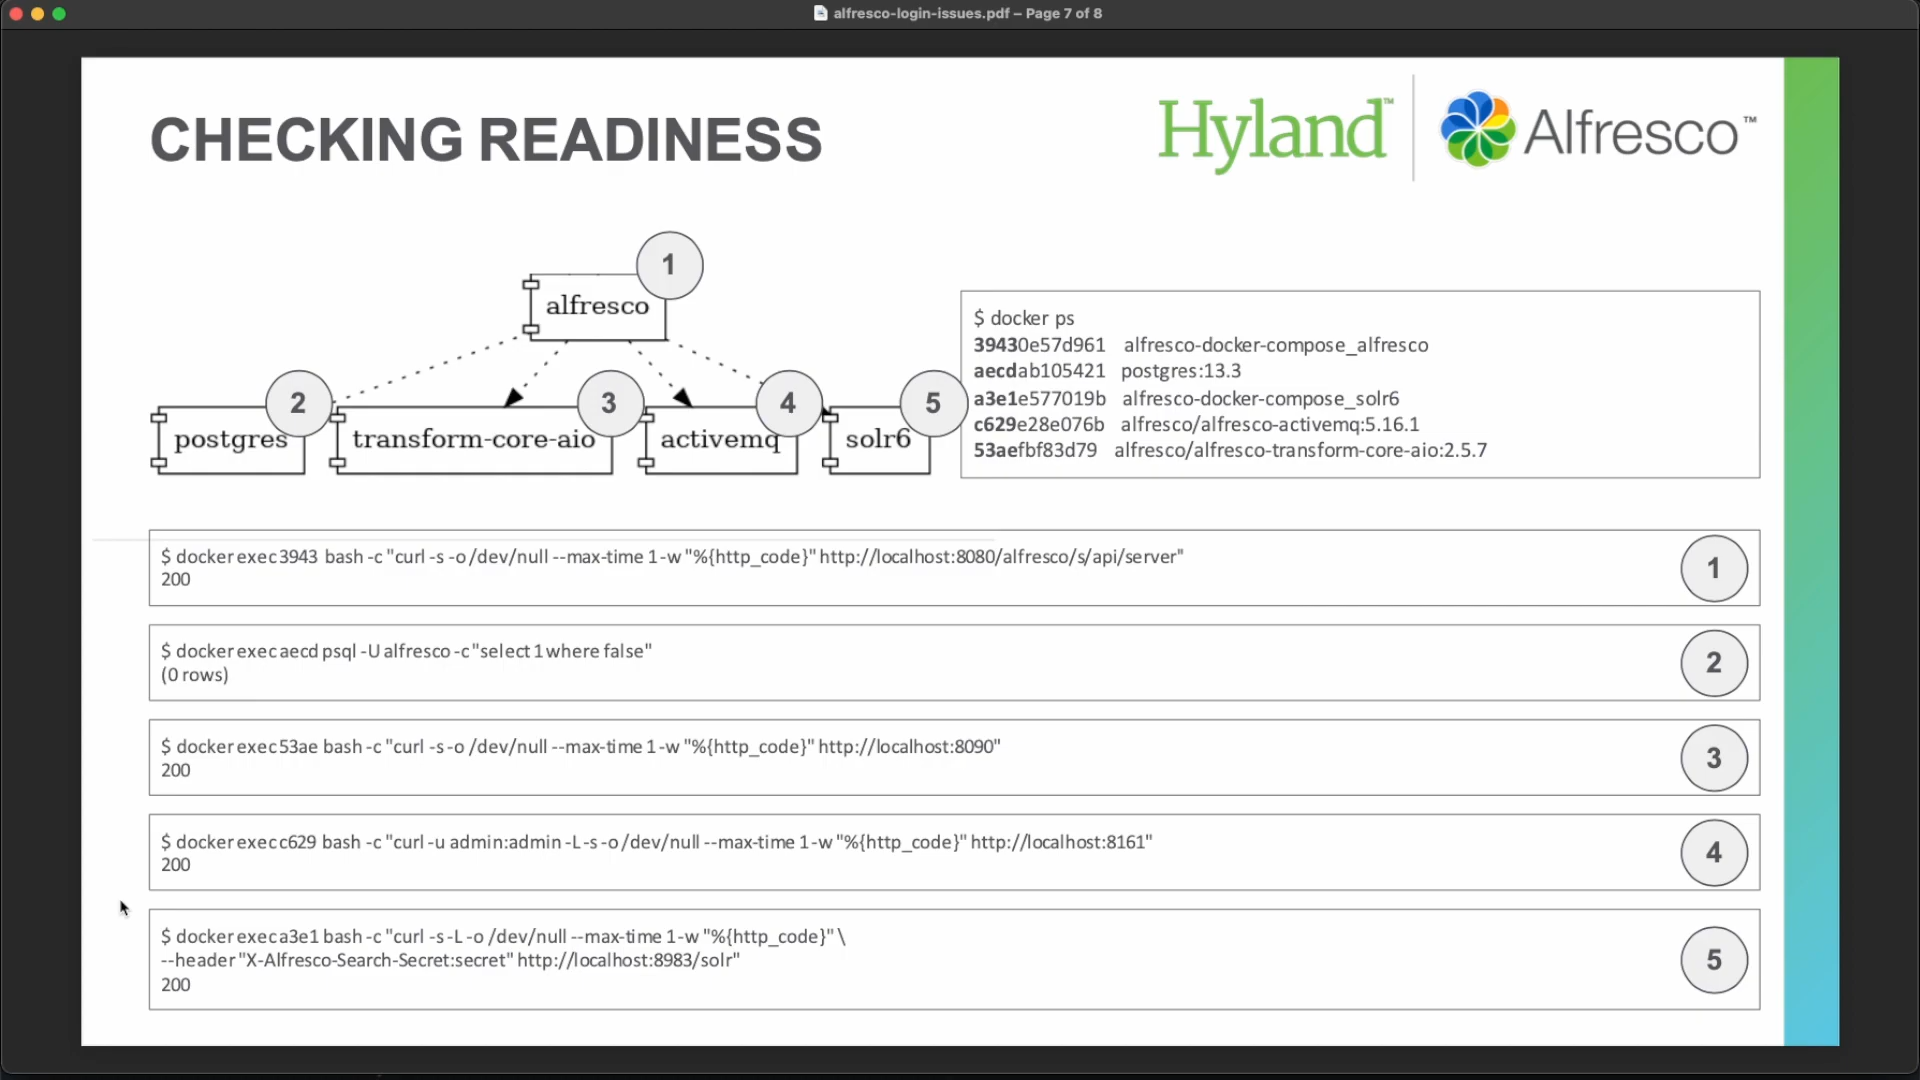 alfresco-login-issues.pdf – Page 7 of 8
CHECKING READINESS
Hyland™
Alfresco™
1
alfresco
2
3
4
5
postgres
transform-core-aio
activemq
solr6
$ docker ps
39430e57d961 alfresco-docker-compose_alfresco
aecdab105421 postgres:13.3
a3e1e577019b alfresco-docker-compose_solr6
c629e28e076b alfresco/alfresco-activemq:5.16.1
53aefbf83d79 alfresco/alfresco-transform-core-aio:2.5.7
$ docker exec 3943 bash -c "curl -s -o /dev/null --max-time 1 -w "%{http_code}" http://localhost:8080/alfresco/s/api/server"
200
1
$ docker exec aecd psql -U alfresco -c "select 1 where false"
(0 rows)
2
$ docker exec 53ae bash -c "curl -s -o /dev/null --max-time 1 -w "%{http_code}" http://localhost:8090"
200
3
$ docker exec c629 bash -c "curl -u admin:admin -L -s -o /dev/null --max-time 1 -w "%{http_code}" http://localhost:8161"
200
4
$ docker exec a3e1 bash -c "curl -s -L -o /dev/null --max-time 1 -w "%{http_code}" \
--header "X-Alfresco-Search-Secret:secret" http://localhost:8983/solr"
200
5